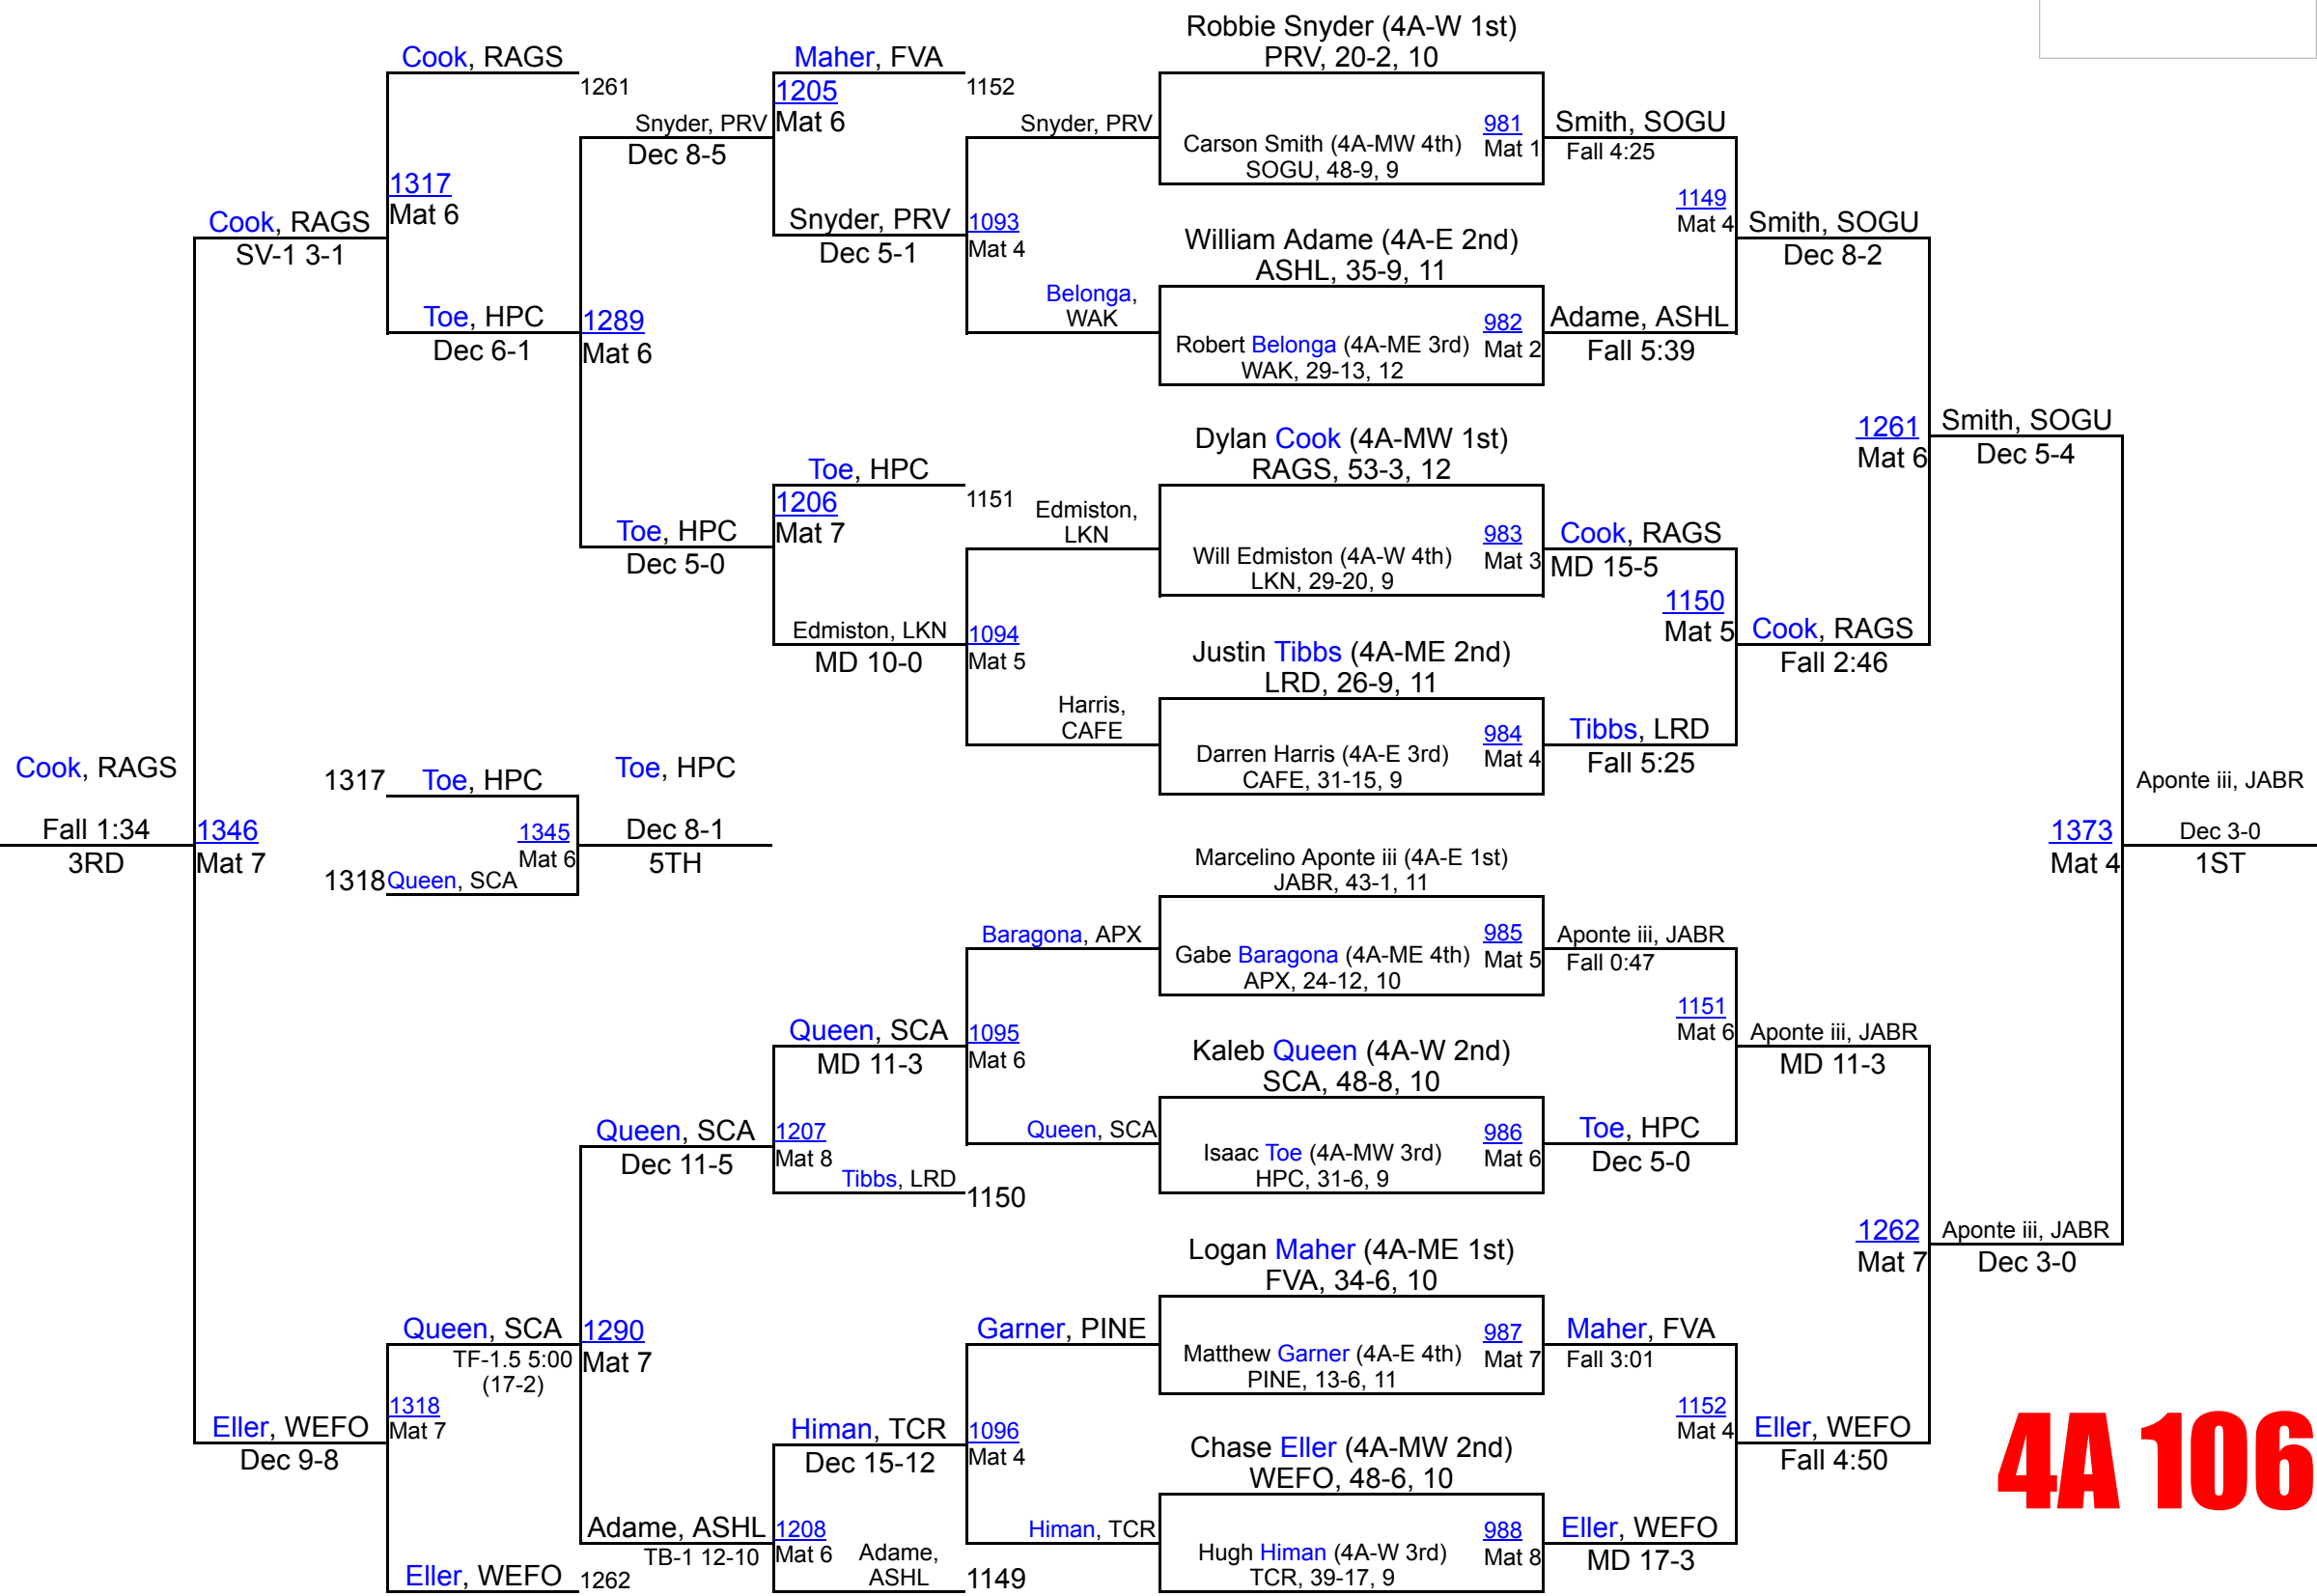 Robbie Snyder (4A-W 1st)
PRV, 20-2, 10
Cook, RAGS
Maher, FVA
1261
1205
1152
Snyder, PRV
Mat 6
Snyder, PRV
981
Smith, SOGU
Dec 8-5
Carson Smith (4A-MW 4th)
Mat 1
Fall 4:25
SOGU, 48-9, 9
1317
Mat 6
1149
Cook, RAGS
Snyder, PRV
1093
Mat 4
Smith, SOGU
SV-1 3-1
Dec 5-1
Mat 4
William Adame (4A-E 2nd)
Dec 8-2
ASHL, 35-9, 11
Belonga,
WAK
Toe, HPC
1289
982
Adame, ASHL
Dec 6-1
Mat 6
Robert Belonga (4A-ME 3rd)
Mat 2
Fall 5:39
WAK, 29-13, 12
Dylan Cook (4A-MW 1st)
1261
Smith, SOGU
Toe, HPC
RAGS, 53-3, 12
Mat 6
Dec 5-4
1206
1151
Edmiston,
LKN
Toe, HPC
Mat 7
983
Cook, RAGS
Dec 5-0
Will Edmiston (4A-W 4th)
Mat 3
MD 15-5
LKN, 29-20, 9
1150
Edmiston, LKN
1094
Mat 5
Cook, RAGS
MD 10-0
Mat 5
Justin Tibbs (4A-ME 2nd)
Fall 2:46
LRD, 26-9, 11
Harris,
CAFE
984
Tibbs, LRD
Cook, RAGS
1317
Toe, HPC
Toe, HPC
Darren Harris (4A-E 3rd)
Mat 4
Fall 5:25
CAFE, 31-15, 9
Aponte iii, JABR
Fall 1:34
1346
1345
Dec 8-1
1373
Dec 3-0
3RD
Mat 7
Mat 6
5TH
Mat 4
1ST
1318
Queen, SCA
Marcelino Aponte iii (4A-E 1st)
JABR, 43-1, 11
Baragona, APX
985
Aponte iii, JABR
Gabe Baragona (4A-ME 4th)
Mat 5
Fall 0:47
APX, 24-12, 10
1151
Queen, SCA
1095
Mat 6
Aponte iii, JABR
MD 11-3
Mat 6
Kaleb Queen (4A-W 2nd)
MD 11-3
SCA, 48-8, 10
Queen, SCA
1207
Queen, SCA
986
Toe, HPC
Dec 11-5
Mat 8
Isaac Toe (4A-MW 3rd)
Mat 6
Dec 5-0
Tibbs, LRD
1150
HPC, 31-6, 9
Logan Maher (4A-ME 1st)
1262
Aponte iii, JABR
FVA, 34-6, 10
Mat 7
Dec 3-0
Queen, SCA
1290
Garner, PINE
987
Maher, FVA
TF-1.5 5:00
(17-2)
Mat 7
Matthew Garner (4A-E 4th)
Mat 7
Fall 3:01
PINE, 13-6, 11
1318
1152
Eller, WEFO
Mat 7
Himan, TCR
1096
Mat 4
Eller, WEFO
Dec 9-8
Dec 15-12
Mat 4
Chase Eller (4A-MW 2nd)
Fall 4:50
WEFO, 48-6, 10
4A 106
Adame, ASHL
1208
Himan, TCR
988
Eller, WEFO
TB-1 12-10
Mat 6
Adame,
ASHL
Hugh Himan (4A-W 3rd)
Mat 8
MD 17-3
Eller, WEFO
1262
1149
TCR, 39-17, 9